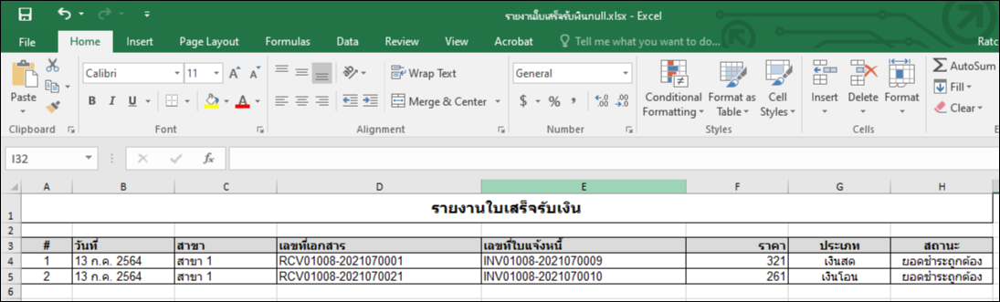 รายงานใบเสร็จรับเงินnull.xlsx - Excel
File Home Insert Page Layout Formulas Data Review View Acrobat Tell me what you want to do... Ratc
Paste Calibri 11 A A Wrap Text General Conditional Formatting Format as Table Cell Styles Insert Delete Format AutoSum
B I U A Merge & Center $ % , .0 .00 .00 .0 Fill
Clear
Clipboard Font Alignment Number Styles Cells E
I32 fx
A B C D E F G H
1 รายงานใบเสร็จรับเงิน
2
3 # วันที่ สาขา เลขที่เอกสาร เลขที่ใบแจ้งหนี้ ราคา ประเภท สถานะ
4 1 13 ก.ค. 2564 สาขา 1 RCV01008-2021070001 INV01008-2021070009 321 เงินสด ยอดชำระถูกต้อง
5 2 13 ก.ค. 2564 สาขา 1 RCV01008-2021070021 INV01008-2021070010 261 เงินโอน ยอดชำระถูกต้อง
6